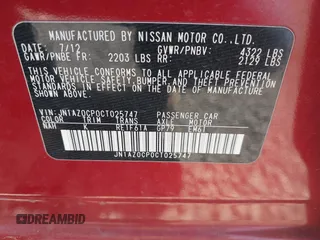 MFD BY NISSAN MOTOR CO.,LTD.
DATE: 7/12 GVWR/PNBV: 4322 LBS
GAWR/PNBE FR: 2203 LBS RR: 2129 LBS
THIS VEHICLE CONFORMS TO ALL APPLICABLE
FEDERAL MOTOR VEHICLE SAFETY, BUMPER, AND
THEFT PREVENTION STANDARDS IN EFFECT ON THE
DATE OF MANUFACTURE SHOWN ABOVE.
VIN: JN1AZ0CP0CT025747 PASSENGER CAR
COLOR TRIM TRANS AXLE MOTOR
NAH K RE1F61A GP79 EM61
JN1AZ0CP0CT025747
DREAMBID